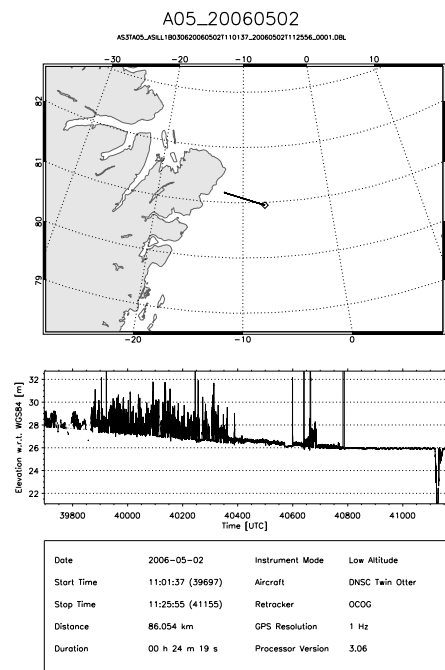 A05_20060502
AS3TA05_ASILL1B030620060502T110137_20060502T112556_0001.DBL
-30 -20 -10 0 10
82
81
80
79
-20 -10 0
Elevation w.r.t. WGS84 [m]
32
30
28
26
24
22
39800 40000 40200 40400 40600 40800 41000
Time [UTC]
Date 2006-05-02 Instrument Mode Low Altitude
Start Time 11:01:37 (39697) Aircraft DNSC Twin Otter
Stop Time 11:25:55 (41155) Retracker OCOG
Distance 86.054 km GPS Resolution 1 Hz
Duration 00 h 24 m 19 s Processor Version 3.06